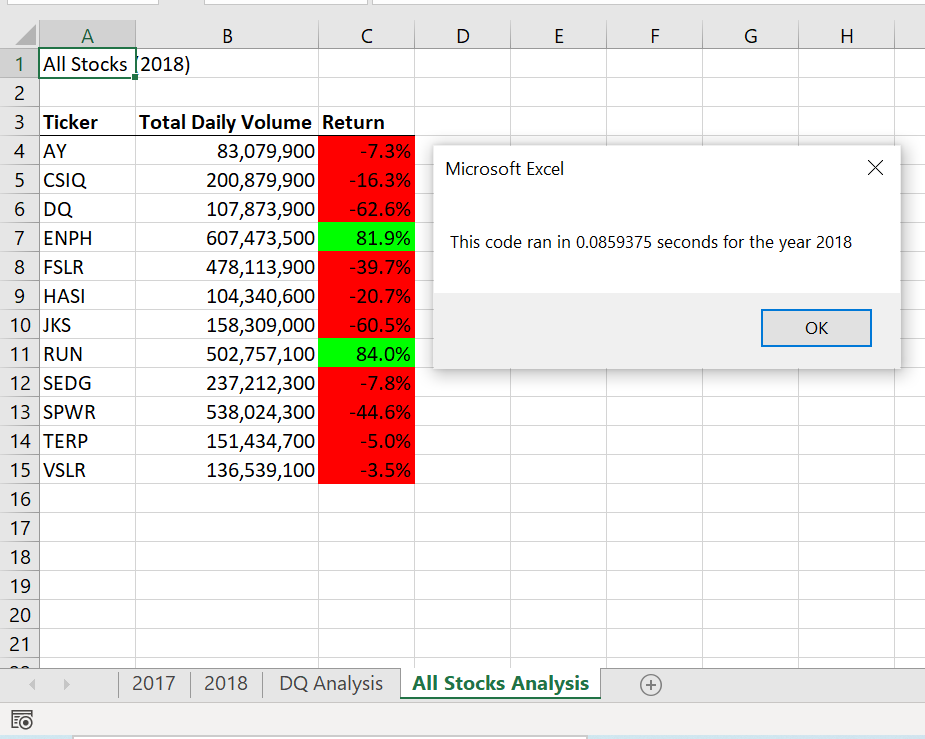 A B C D E F G H
1 All Stocks (2018)
2
3 Ticker Total Daily Volume Return
4 AY 83,079,900 -7.3%
5 CSIQ 200,879,900 -16.3%
6 DQ 107,873,900 -62.6%
7 ENPH 607,473,500 81.9%
8 FSLR 478,113,900 -39.7%
9 HASI 104,340,600 -20.7%
10 JKS 158,309,000 -60.5%
11 RUN 502,757,100 84.0%
12 SEDG 237,212,300 -7.8%
13 SPWR 538,024,300 -44.6%
14 TERP 151,434,700 -5.0%
15 VSLR 136,539,100 -3.5%
16
17
18
19
20
21
Microsoft Excel
This code ran in 0.0859375 seconds for the year 2018
OK
2017 2018 DQ Analysis All Stocks Analysis